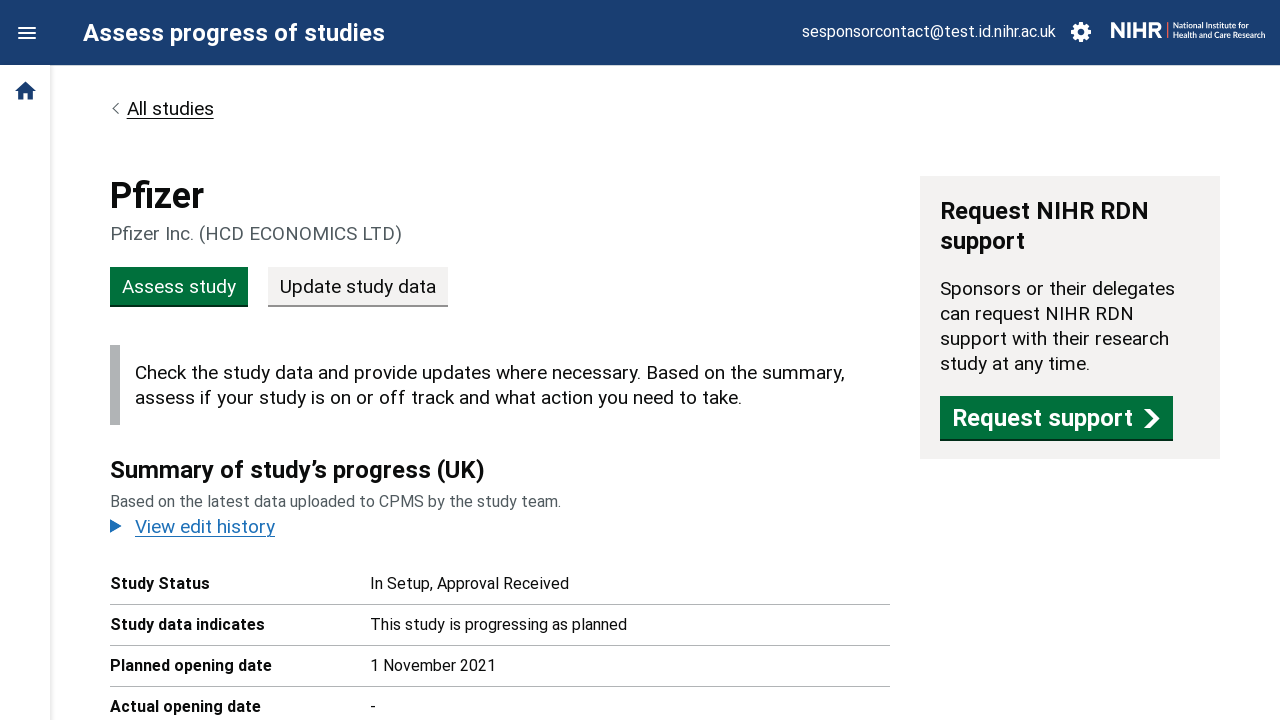 Assess progress of studies
sesponsorcontact@test.id.nihr.ac.uk
NIHR | National Institute for
Health and Care Research
All studies
Pfizer
Pfizer Inc. (HCD ECONOMICS LTD)
Assess study
Update study data
Check the study data and provide updates where necessary. Based on the summary,
assess if your study is on or off track and what action you need to take.
Summary of study’s progress (UK)
Based on the latest data uploaded to CPMS by the study team.
View edit history
Study Status In Setup, Approval Received
Study data indicates This study is progressing as planned
Planned opening date 1 November 2021
Actual opening date -
Request NIHR RDN
support
Sponsors or their delegates
can request NIHR RDN
support with their research
study at any time.
Request support